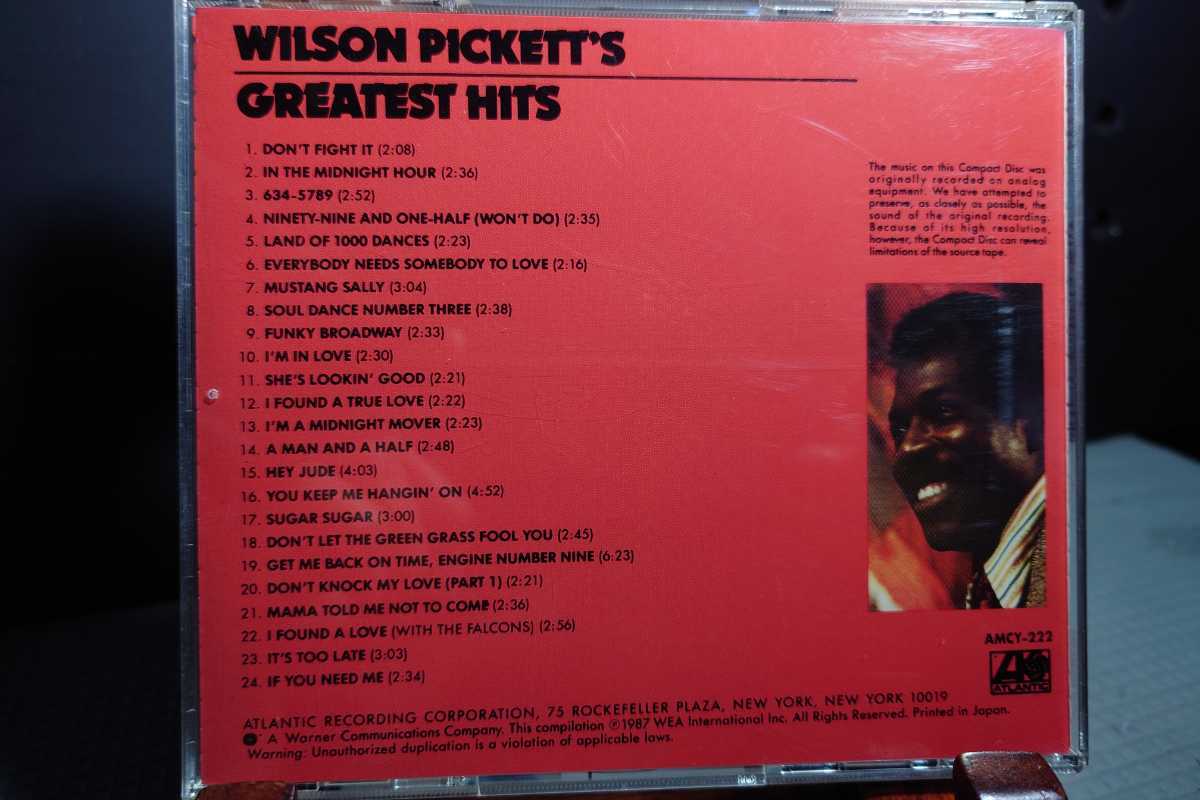 WILSON PICKETT'S
GREATEST HITS
1. DON'T FIGHT IT (2:08)
2. IN THE MIDNIGHT HOUR (2:36)
3. 634-5789 (2:52)
4. NINETY-NINE AND ONE-HALF (WON'T DO) (2:35)
5. LAND OF 1000 DANCES (2:23)
6. EVERYBODY NEEDS SOMEBODY TO LOVE (2:16)
7. MUSTANG SALLY (3:04)
8. SOUL DANCE NUMBER THREE (2:38)
9. FUNKY BROADWAY (2:33)
10. I'M IN LOVE (2:30)
11. SHE'S LOOKIN' GOOD (2:21)
12. I FOUND A TRUE LOVE (2:22)
13. I'M A MIDNIGHT MOVER (2:23)
14. A MAN AND A HALF (2:48)
15. HEY JUDE (4:03)
16. YOU KEEP ME HANGIN' ON (4:52)
17. SUGAR SUGAR (3:00)
18. DON'T LET THE GREEN GRASS FOOL YOU (2:45)
19. GET ME BACK ON TIME, ENGINE NUMBER NINE (6:23)
20. DON'T KNOCK MY LOVE (PART 1) (2:21)
21. MAMA TOLD ME NOT TO COME (2:36)
22. I FOUND A LOVE (WITH THE FALCONS) (2:56)
23. IT'S TOO LATE (3:03)
24. IF YOU NEED ME (2:34)
The music on this Compact Disc was
originally recorded on analog
equipment. We have attempted to
preserve, as closely as possible, the
sound of the original recording.
Because of its high resolution,
however, the Compact Disc can reveal
limitations of the source tape.
AMCY-222
ATLANTIC
ATLANTIC RECORDING CORPORATION, 75 ROCKEFELLER PLAZA, NEW YORK, NEW YORK 10019
A Warner Communications Company. This compilation ℗1987 WEA International Inc. All Rights Reserved. Printed in Japan.
Warning: Unauthorized duplication is a violation of applicable laws.